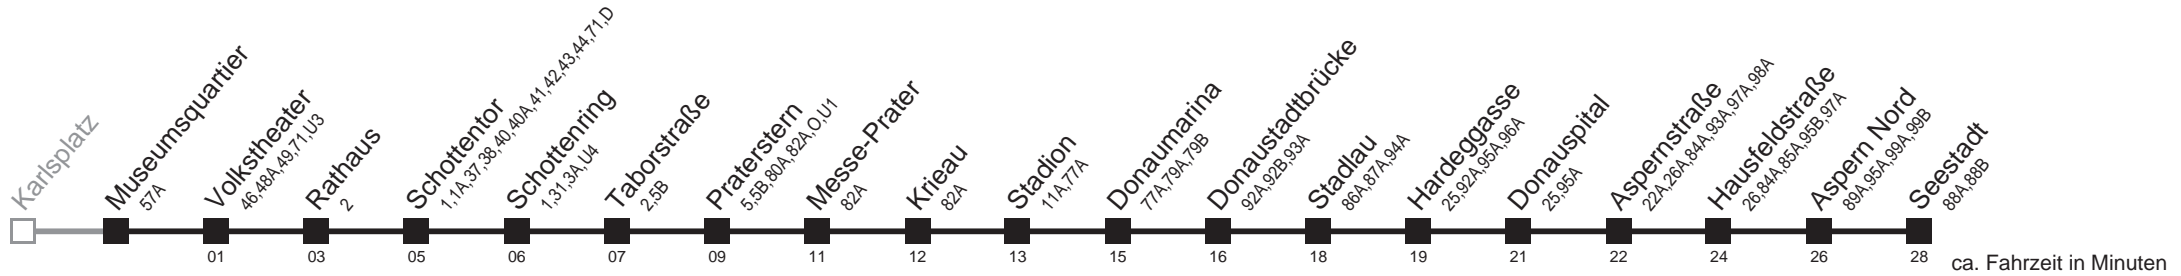 Karlsplatz
Museumsquartier
57A
Volkstheater
46,48A,49,71,U3
Rathaus
2
Schottentor
1,1A,37,38,40,40A,41,42,43,44,71,D
Schottenring
1,31,3A,U4
Taborstraße
2,5B
Praterstern
5,5B,80A,82A,O,U1
Messe-Prater
82A
Krieau
82A
Stadion
11A,77A
Donaumarina
77A,79A,79B
Donaustadtbrücke
92A,92B,93A
Stadlau
86A,87A,94A
Hardeggasse
25,92A,95A,96A
Donauspital
25,95A
Aspernstraße
22A,26A,84A,93A,97A,98A
Hausfeldstraße
26,84A,85A,95B,97A
Aspern Nord
89A,95A,99A,99B
Seestadt
88A,88B
01 03 05 06 07 09 11 12 13 15 16 18 19 21 22 24 26 28 ca. Fahrzeit in Minuten